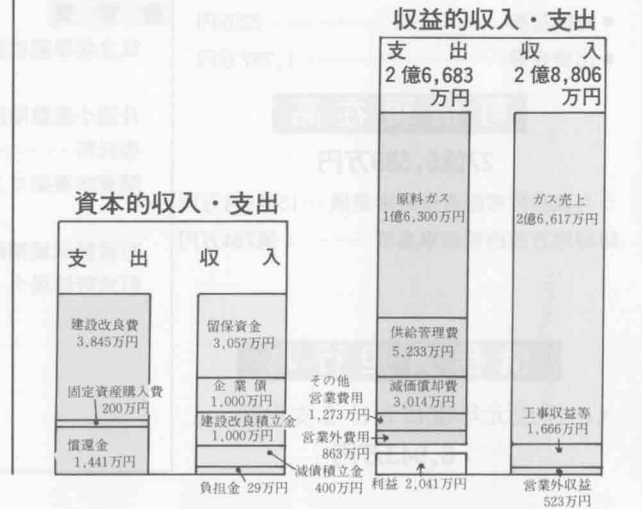 収益的収入・支出
支出
2億6,683
万円
収入
2億8,806
万円
原料ガス
1億6,300万円
供給管理費
5,233万円
減価償却費
3,014万円
その他
営業費用
1,273万円
営業外費用
863万円
利益 2,041万円
ガス売上
2億6,617万円
工事収益等
1,666万円
営業外収益
523万円
資本的収入・支出
支出
建設改良費
3,845万円
固定資産購入費
200万円
償還金
1,441万円
収入
留保資金
3,057万円
企業債
1,000万円
建設改良積立金
1,000万円
減債積立金
400万円
負担金 29万円